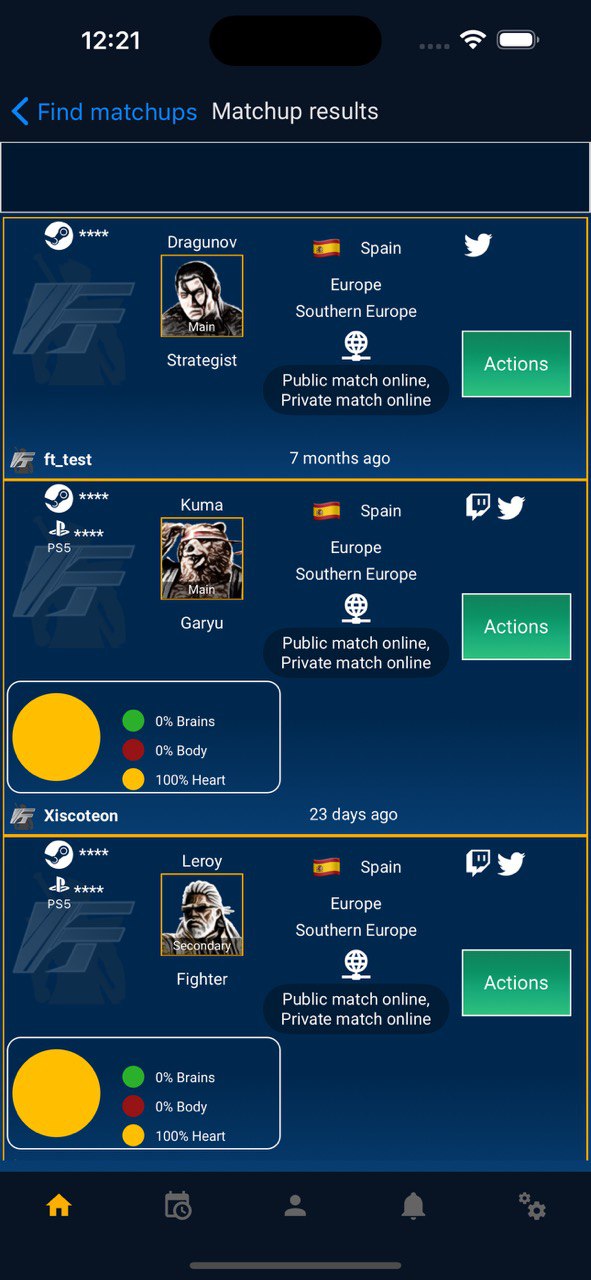 12:21
Find matchups
Matchup results
****
Dragunov
Main
Strategist
Spain
Europe
Southern Europe
Public match online,
Private match online
Actions
ft_test
7 months ago
****
****
PS5
Kuma
Main
Garyu
Spain
Europe
Southern Europe
Public match online,
Private match online
Actions
0% Brains
0% Body
100% Heart
Xiscoteon
23 days ago
****
****
PS5
Leroy
Secondary
Fighter
Spain
Europe
Southern Europe
Public match online,
Private match online
Actions
0% Brains
0% Body
100% Heart